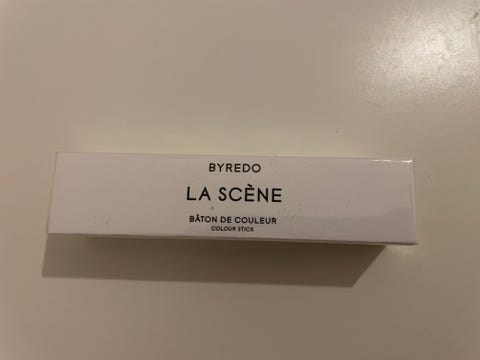 BYREDO
LA SCÈNE
BÂTON DE COULEUR
COLOUR STICK